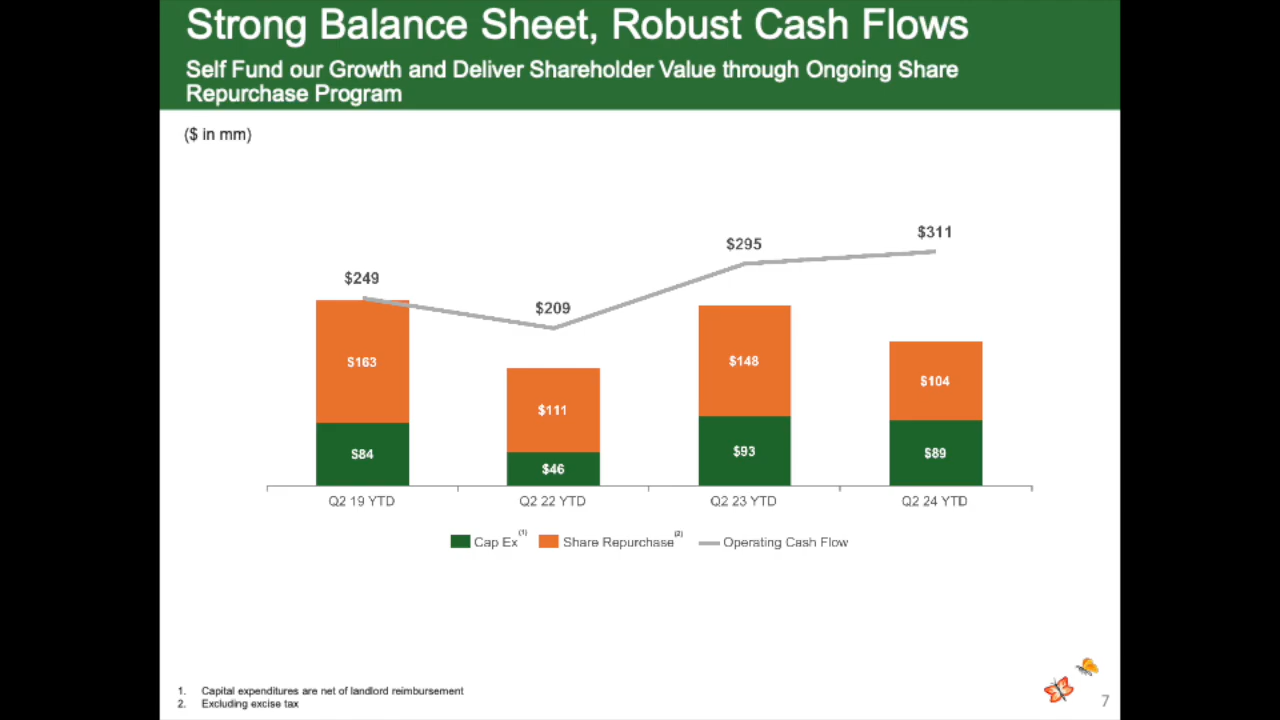 Strong Balance Sheet, Robust Cash Flows
Self Fund our Growth and Deliver Shareholder Value through Ongoing Share
Repurchase Program
($ in mm)
$311
$295
$249
$209
$163
$111
$148
$104
$84
$46
$93
$89
Q2 19 YTD
Q2 22 YTD
Q2 23 YTD
Q2 24 YTD
Cap Ex(1)
Share Repurchase(2)
Operating Cash Flow
1. Capital expenditures are net of landlord reimbursement
2. Excluding excise tax
7